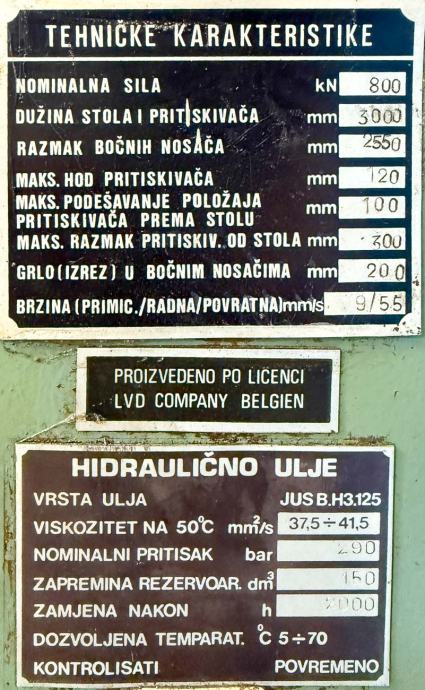 TEHNIČKE KARAKTERISTIKE
NOMINALNA SILA kN 800
DUŽINA STOLA I PRITISKIVAČA mm 3000
RAZMAK BOČNIH NOSAČA mm 2550
MAKS. HOD PRITISKIVAČA mm 120
MAKS. PODEŠAVANJE POLOŽAJA
PRITISKIVAČA PREMA STOLU mm 100
MAKS. RAZMAK PRITISKIV. OD STOLA mm 300
GRLO (IZREZ) U BOČNIM NOSAČIMA mm 200
BRZINA (PRIMIC./RADNA/POVRATNA) mm/s 9/55
PROIZVEDENO PO LICENCI
LVD COMPANY BELGIEN
HIDRAULIČNO ULJE
VRSTA ULJA JUS B.H3.125
VISKOZITET NA 50°C mm²/s 37,5÷41,5
NOMINALNI PRITISAK bar 290
ZAPREMINA REZERVOAR. dm³ 150
ZAMJENA NAKON h 2000
DOZVOLJENA TEMPARAT. °C 5÷70
KONTROLISATI POVREMENO